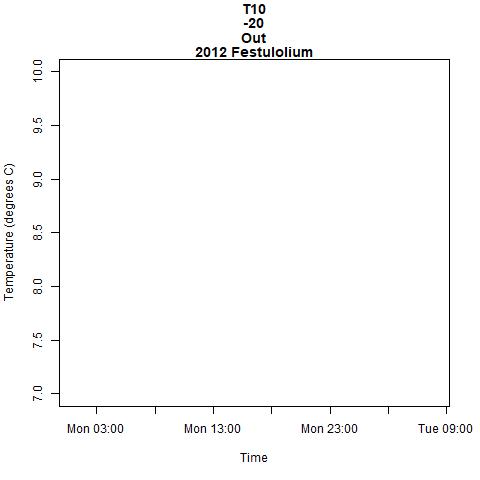 T10
-20
Out
2012 Festulolium
10.0
9.5
9.0
8.5
8.0
7.5
7.0
Temperature (degrees C)
Mon 03:00 Mon 13:00 Mon 23:00 Tue 09:00
Time